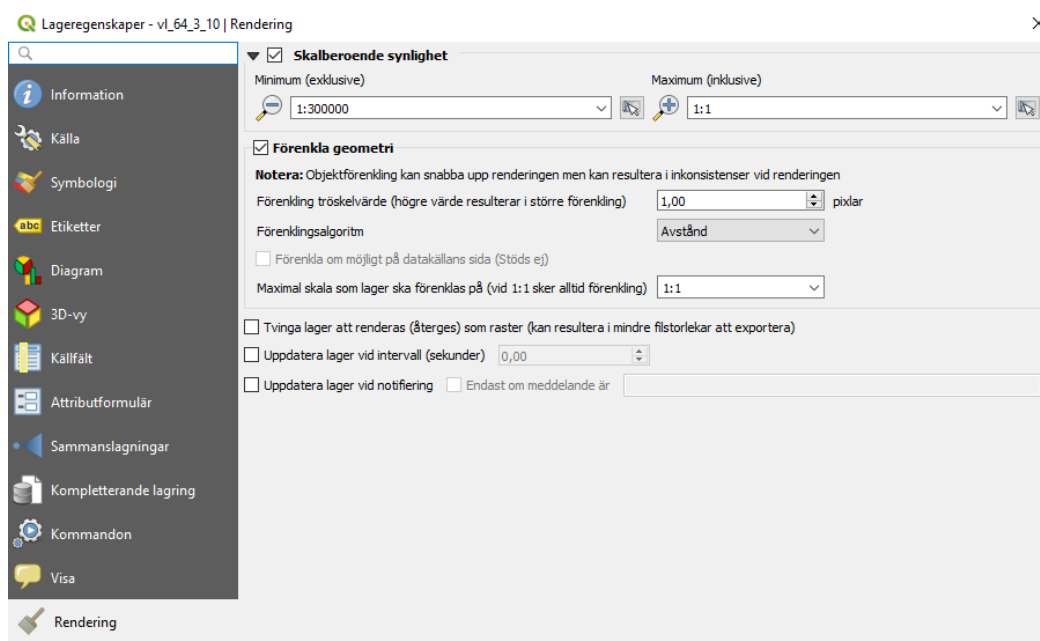 Lageregenskaper - vl_64_3_10 | Rendering
Information
Källa
Symbologi
abc Etiketter
Diagram
3D-vy
Källfält
Attributformulär
Sammanslagningar
Kompletterande lagring
Kommandon
Visa
Rendering
Skalberoende synlighet
Minimum (exklusive) Maximum (inklusive)
1:300000 1:1
Förenkla geometri
Notera: Objektförenkling kan snabba upp renderingen men kan resultera i inkonsistenser vid renderingen
Förenkling tröskelvärde (högre värde resulterar i större förenkling) 1,00 pixlar
Förenklingsalgoritm Avstånd
Förenkla om möjligt på datakällans sida (Stöds ej)
Maximal skala som lager ska förenklas på (vid 1:1 sker alltid förenkling) 1:1
Tvinga lager att renderas (återges) som raster (kan resultera i mindre filstorlekar att exportera)
Uppdatera lager vid intervall (sekunder) 0,00
Uppdatera lager vid notifiering Endast om meddelande är